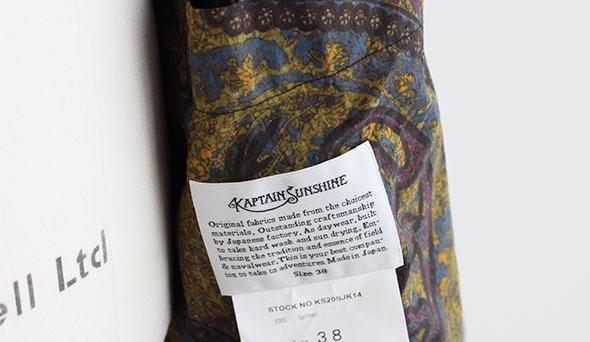 ell Ltd
KAPTAIN SUNSHINE
Original fabrics made from the choicest
materials. Outstanding craftsmanship
by Japanese factory. As daywear, built
to take hard wash and sun drying. Em-
bracing the tradition and essence of field
& navalwear. This is your best compan-
ion to take to adventures. Made in Japan.
Size 38
STOCK NO. KS20SJK14
100% cotton
38